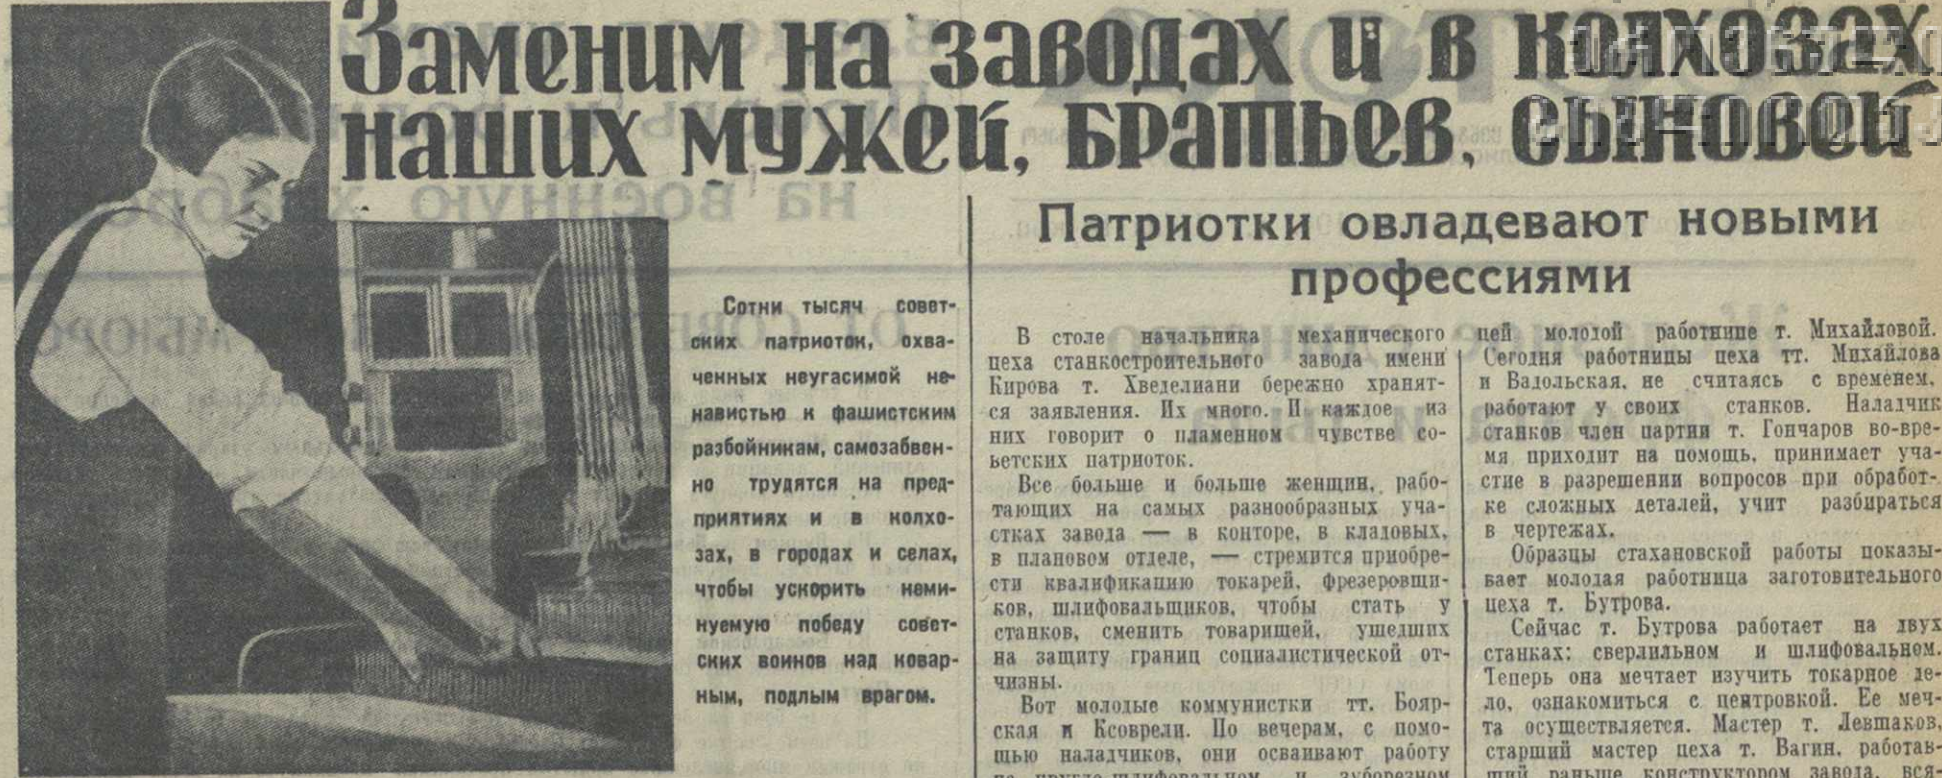 Заменим на заводах и в колхозах
наших мужей, братьев, сыновей
Сотни тысяч совет-
ских патриоток, охва-
ченных неугасимой не-
навистью к фашистским
разбойникам, самозабвен-
но трудятся на пред-
приятиях и в колхо-
зах, в городах и селах,
чтобы ускорить неми-
нуемую победу совет-
ских воинов над ковар-
ным, подлым врагом.
Патриотки овладевают новыми
профессиями
В столе начальника механического
цеха станкостроительного завода имени
Кирова т. Хведелиани бережно хранят-
ся заявления. Их много. И каждое из
них говорит о пламенном чувстве со-
ветских патриоток.
Все больше и больше женщин, рабо-
тающих на самых разнообразных уча-
стках завода — в конторе, в кладовых,
в плановом отделе, — стремится приобре-
сти квалификацию токарей, фрезеровщи-
ков, шлифовальщиков, чтобы стать у
станков, сменить товарищей, ушедших
на защиту границ социалистической от-
чизны.
Вот молодые коммунистки тт. Бояр-
ская и Ксоврели. По вечерам, с помо-
щью наладчиков, они осваивают работу
на кругло-шлифовальном и зуборезном
цей молодой работнице т. Михайловой.
Сегодня работницы цеха тт. Михайлова
и Вадольская, не считаясь с временем,
работают у своих станков. Наладчик
станков член партии т. Гончаров во-вре-
мя приходит на помощь, принимает уча-
стие в разрешении вопросов при обработ-
ке сложных деталей, учит разбираться
в чертежах.
Образцы стахановской работы показы-
вает молодая работница заготовительного
цеха т. Бутрова.
Сейчас т. Бутрова работает на двух
станках: сверлильном и шлифовальном.
Теперь она мечтает изучить токарное де-
ло, ознакомиться с центровкой. Ее меч-
та осуществляется. Мастер т. Левшаков,
старший мастер цеха т. Вагин, работав-
ший раньше конструктором завода, вся-